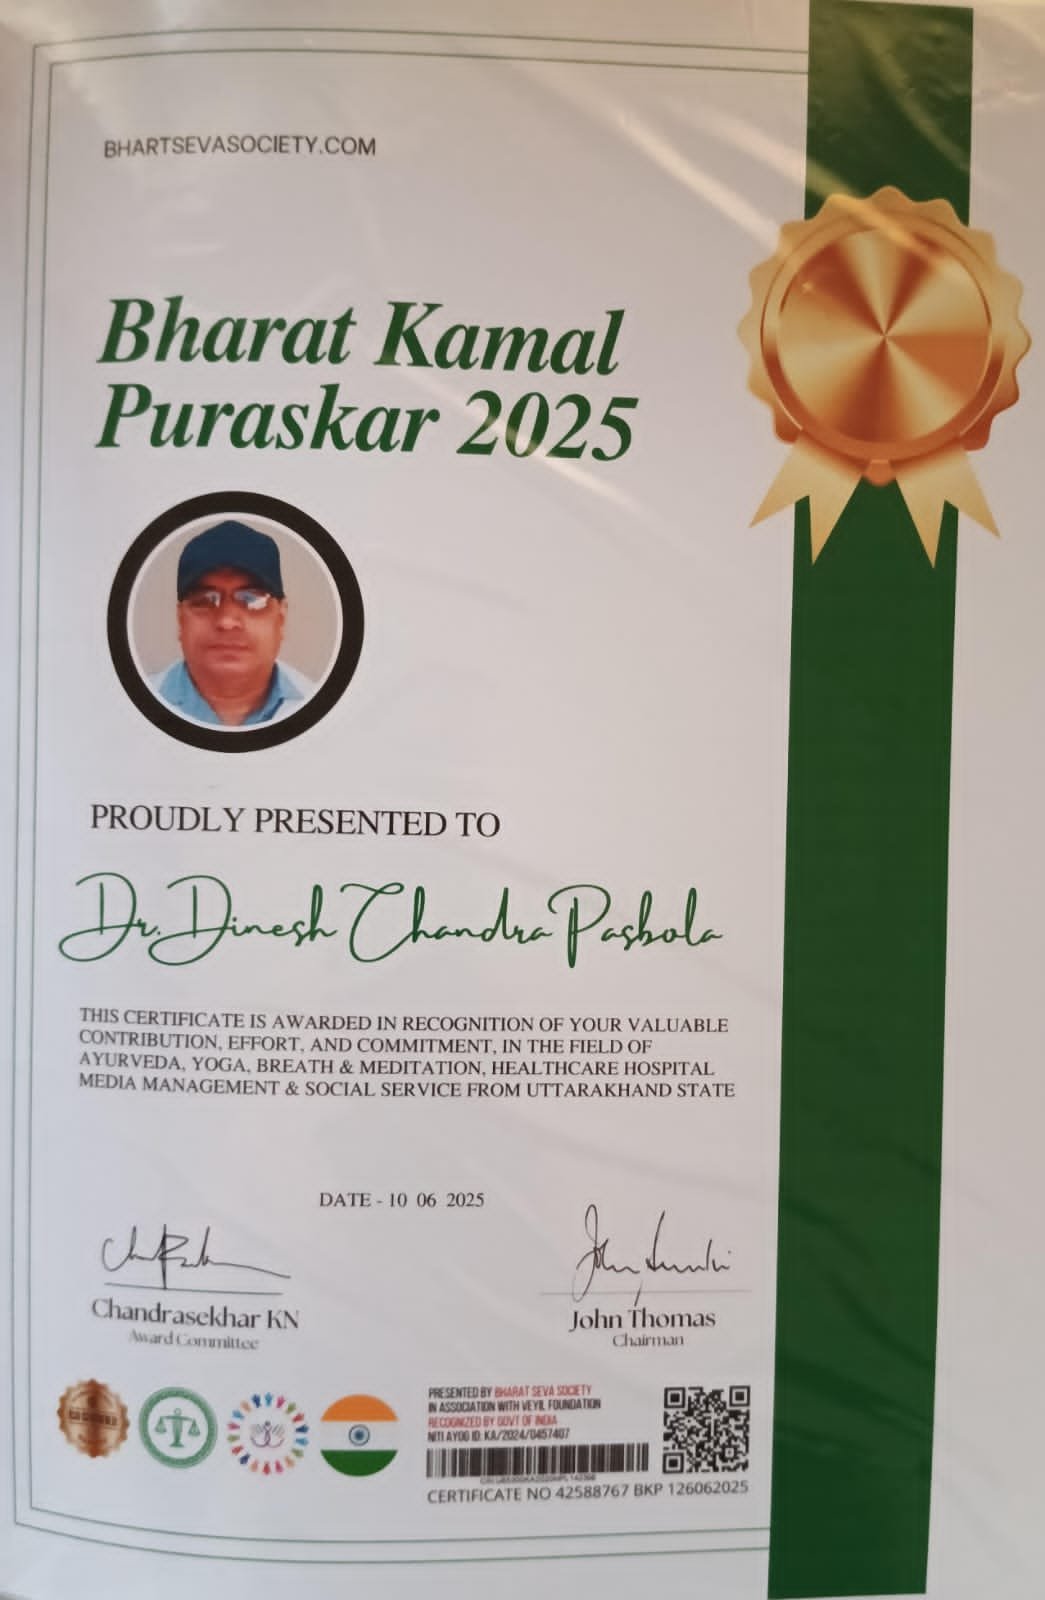 BHARTSEVASOCIETY.COM
Bharat Kamal
Puraskar 2025
PROUDLY PRESENTED TO
Dr. Dinesh Chandra Pasbola
THIS CERTIFICATE IS AWARDED IN RECOGNITION OF YOUR VALUABLE
CONTRIBUTION, EFFORT, AND COMMITMENT, IN THE FIELD OF
AYURVEDA, YOGA, BREATH & MEDITATION, HEALTHCARE HOSPITAL
MEDIA MANAGEMENT & SOCIAL SERVICE FROM UTTARAKHAND STATE
DATE - 10 06 2025
Chandrasekhar KN
Award Committee
John Thomas
Chairman
PRESENTED BY BHARAT SEVA SOCIETY
IN ASSOCIATION WITH VEYIL FOUNDATION
RECOGNIZED BY GOVT OF INDIA
NITI AYOG ID: KA/2024/0457407
CERTIFICATE NO 42588767 BKP 126062025